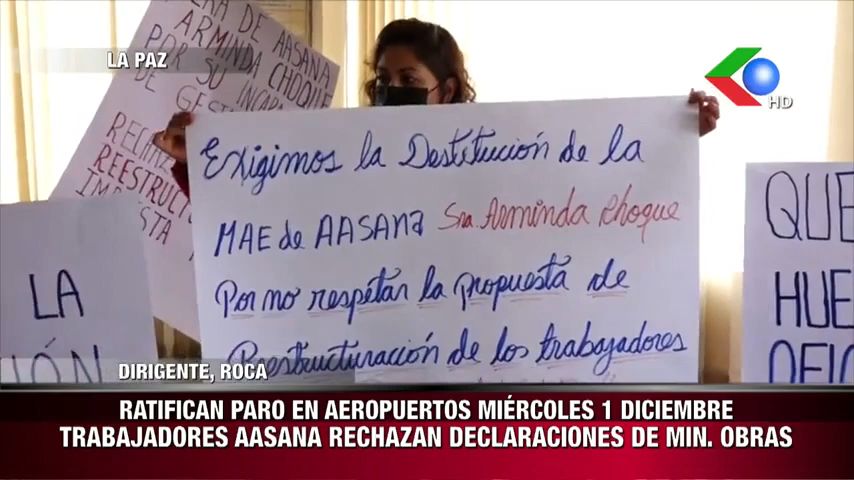 LA PAZ
HD
DE AASANA
ARMINDA CHOQUE
POR SU
DE
Exigimos la Destitución de la
MAE de AASANA Sra Arminda Choque
Por no respetar la propuesta de
Reestructuración de los trabajadores
LA
QUE
HUE
DIRIGENTE, ROCA
RATIFICAN PARO EN AEROPUERTOS MIÉRCOLES 1 DICIEMBRE
TRABAJADORES AASANA RECHAZAN DECLARACIONES DE MIN. OBRAS